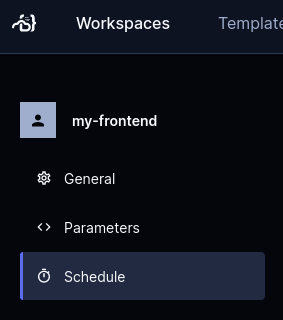 Workspaces Template
my-frontend
General
Parameters
Schedule